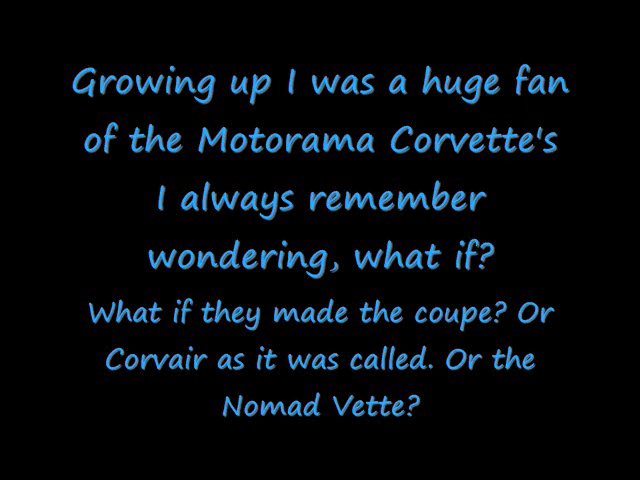 Growing up I was a huge fan
of the Motorama Corvette's
I always remember
wondering, what if?
What if they made the coupe? Or
Corvair as it was called. Or the
Nomad Vette?